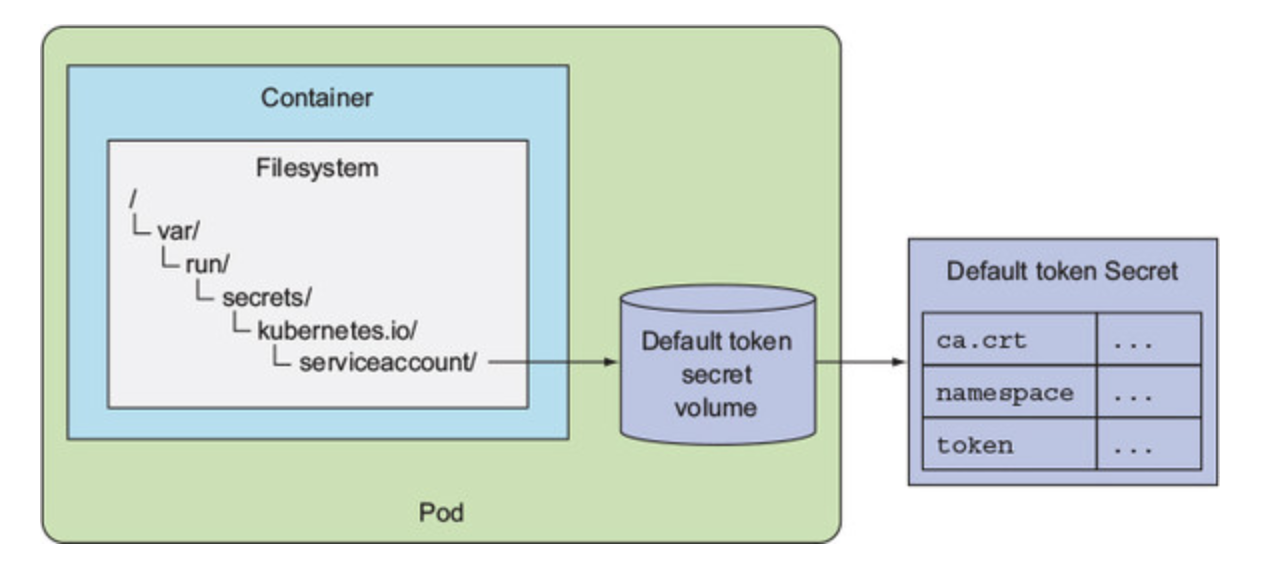 Container
Filesystem
/
var/
run/
secrets/
kubernetes.io/
serviceaccount/
Default token
secret
volume
Default token Secret
ca.crt ...
namespace ...
token ...
Pod